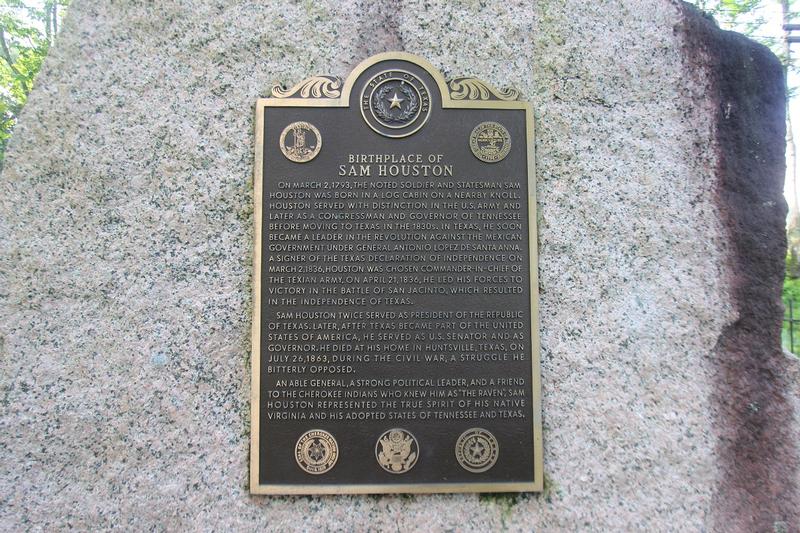 THE STATE OF TEXAS
BIRTHPLACE OF
SAM HOUSTON
ON MARCH 2, 1793, THE NOTED SOLDIER AND STATESMAN SAM
HOUSTON WAS BORN IN A LOG CABIN ON A NEARBY KNOLL.
HOUSTON SERVED WITH DISTINCTION IN THE U.S. ARMY AND
LATER AS A CONGRESSMAN AND GOVERNOR OF TENNESSEE
BEFORE MOVING TO TEXAS IN THE 1830s. IN TEXAS, HE SOON
BECAME A LEADER IN THE REVOLUTION AGAINST THE MEXICAN
GOVERNMENT UNDER GENERAL ANTONIO LOPEZ DE SANTA ANNA.
A SIGNER OF THE TEXAS DECLARATION OF INDEPENDENCE ON
MARCH 2, 1836, HOUSTON WAS CHOSEN COMMANDER-IN-CHIEF OF
THE TEXIAN ARMY. ON APRIL 21, 1836, HE LED HIS FORCES TO
VICTORY IN THE BATTLE OF SAN JACINTO, WHICH RESULTED
IN THE INDEPENDENCE OF TEXAS.
SAM HOUSTON TWICE SERVED AS PRESIDENT OF THE REPUBLIC
OF TEXAS. LATER, AFTER TEXAS BECAME PART OF THE UNITED
STATES OF AMERICA, HE SERVED AS U.S. SENATOR AND AS
GOVERNOR. HE DIED AT HIS HOME IN HUNTSVILLE, TEXAS, ON
JULY 26, 1863, DURING THE CIVIL WAR, A STRUGGLE HE
BITTERLY OPPOSED.
AN ABLE GENERAL, A STRONG POLITICAL LEADER, AND A FRIEND
TO THE CHEROKEE INDIANS WHO KNEW HIM AS "THE RAVEN", SAM
HOUSTON REPRESENTED THE TRUE SPIRIT OF HIS NATIVE
VIRGINIA AND HIS ADOPTED STATES OF TENNESSEE AND TEXAS.